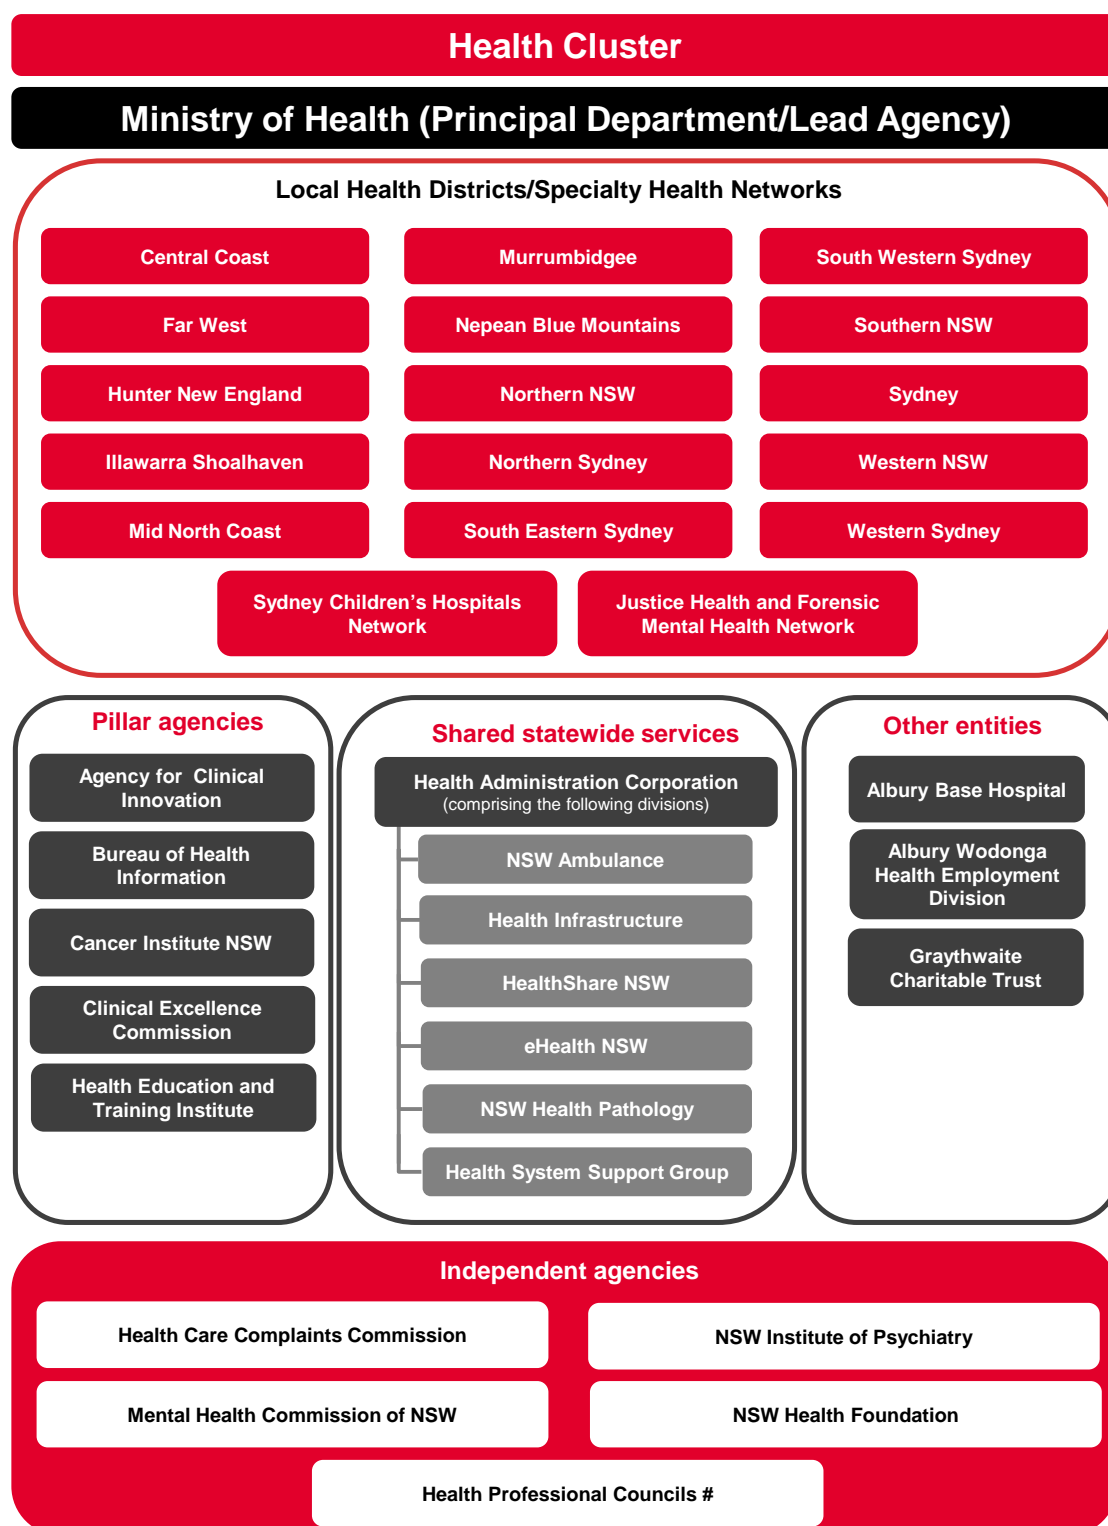 Health Cluster
Ministry of Health (Principal Department/Lead Agency)
Local Health Districts/Specialty Health Networks
Central Coast
Murrumbidgee
South Western Sydney
Far West
Nepean Blue Mountains
Southern NSW
Hunter New England
Northern NSW
Sydney
Illawarra Shoalhaven
Northern Sydney
Western NSW
Mid North Coast
South Eastern Sydney
Western Sydney
Sydney Children’s Hospitals
Network
Justice Health and Forensic
Mental Health Network
Pillar agencies
Agency for Clinical
Innovation
Bureau of Health
Information
Cancer Institute NSW
Clinical Excellence
Commission
Health Education and
Training Institute
Shared statewide services
Health Administration Corporation
(comprising the following divisions)
NSW Ambulance
Health Infrastructure
HealthShare NSW
eHealth NSW
NSW Health Pathology
Health System Support Group
Other entities
Albury Base Hospital
Albury Wodonga
Health Employment
Division
Graythwaite
Charitable Trust
Independent agencies
Health Care Complaints Commission
NSW Institute of Psychiatry
Mental Health Commission of NSW
NSW Health Foundation
Health Professional Councils #